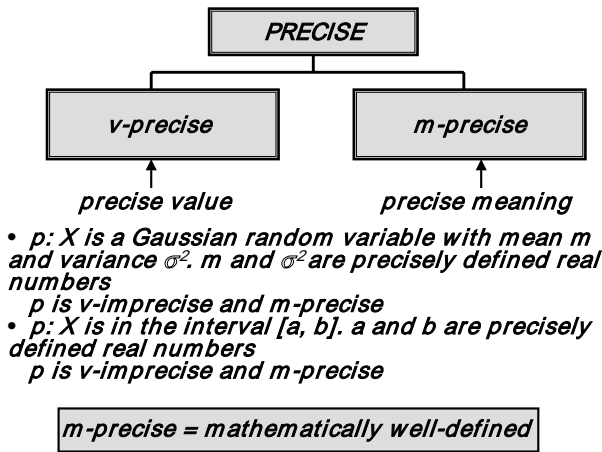 PRECISE
v-precise
m-precise
precise value
precise meaning
• p: X is a Gaussian random variable with mean m
and variance σ². m and σ² are precisely defined real
numbers
p is v-imprecise and m-precise
• p: X is in the interval [a, b]. a and b are precisely
defined real numbers
p is v-imprecise and m-precise
m-precise = mathematically well-defined